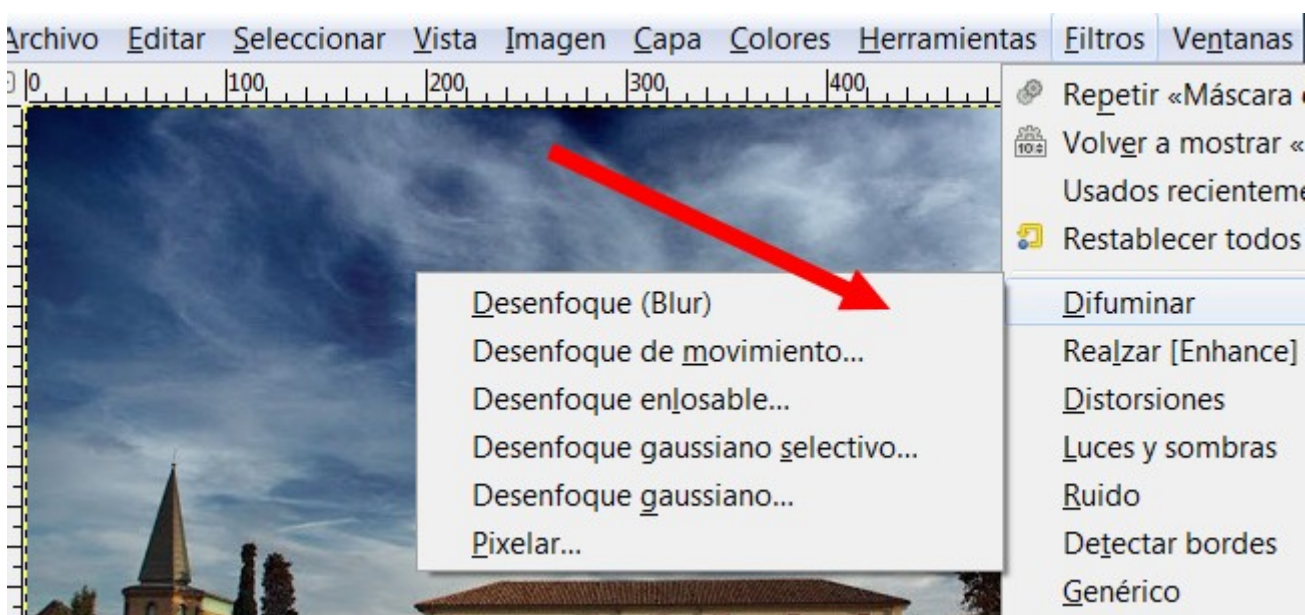 Archivo Editar Seleccionar Vista Imagen Capa Colores Herramientas Filtros Ventanas
0 100 200 300 400
Repetir «Máscara
Volver a mostrar «
Usados recienteme
Restablecer todos
Difuminar
Realzar [Enhance]
Distorsiones
Luces y sombras
Ruido
Detectar bordes
Genérico
Desenfoque (Blur)
Desenfoque de movimiento...
Desenfoque enlosable...
Desenfoque gaussiano selectivo...
Desenfoque gaussiano...
Pixelar...